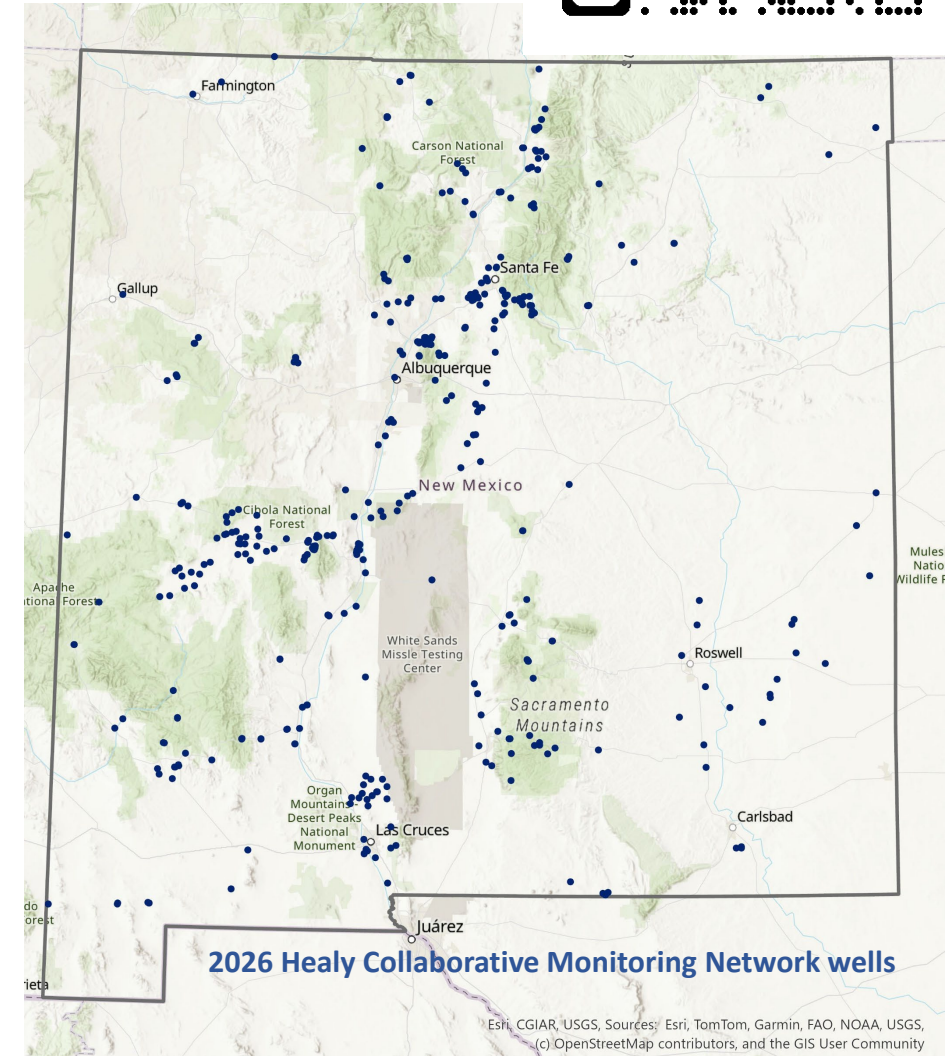 Farmington
Carson National
Forest
Santa Fe
Gallup
Albuquerque
New Mexico
Cibola National
Forest
Mules
Natio
Wildlife R
Apache
ational Forest
White Sands
Missle Testing
Center
Roswell
Sacramento
Mountains
Organ
Mountains-
Desert Peaks
National
Monument
Las Cruces
Carlsbad
do
orest
Juárez
2026 Healy Collaborative Monitoring Network wells
rieta
Esri, CGIAR, USGS, Sources: Esri, TomTom, Garmin, FAO, NOAA, USGS,
(c) OpenStreetMap contributors, and the GIS User Community